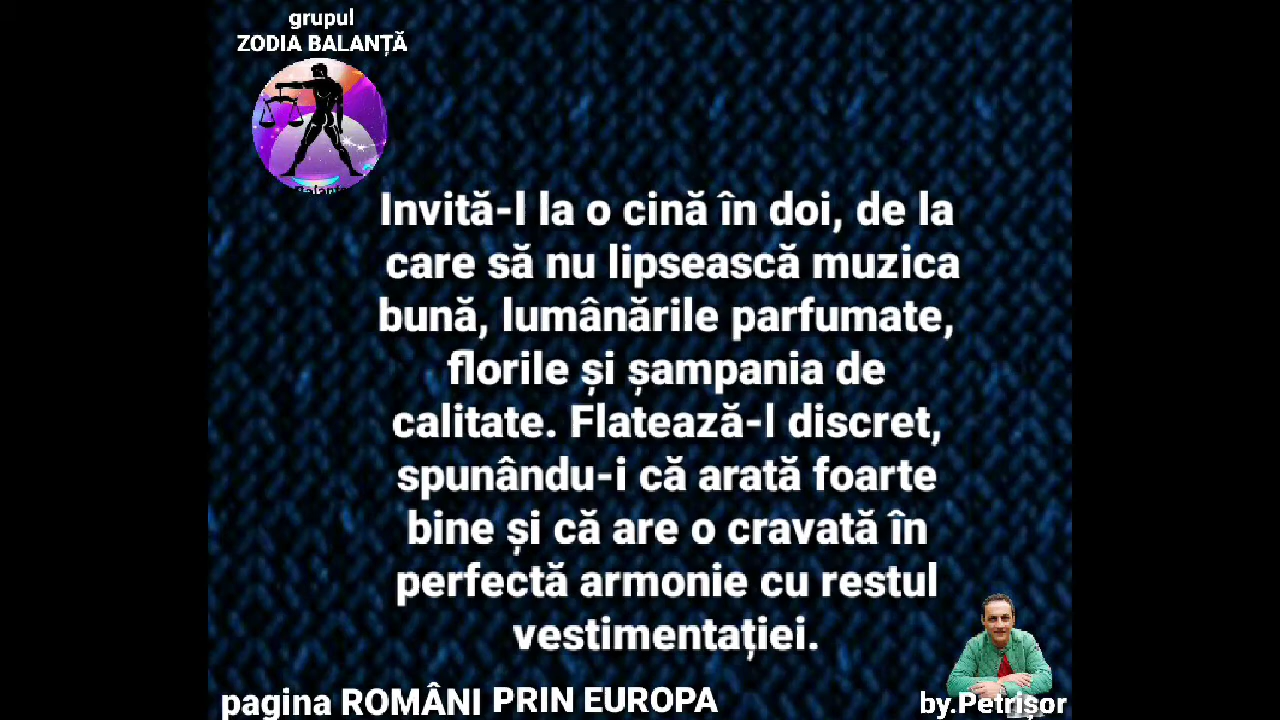 grupul
ZODIA BALANȚĂ
Invită-l la o cină în doi, de la
care să nu lipsească muzica
bună, lumânările parfumate,
florile și șampania de
calitate. Flatează-l discret,
spunându-i că arată foarte
bine și că are o cravată în
perfectă armonie cu restul
vestimentației.
pagina ROMÂNI PRIN EUROPA
by.Petrișor